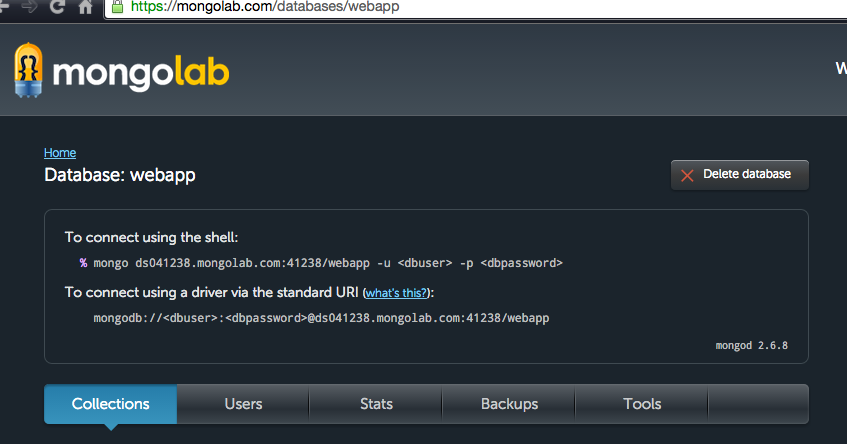 https://mongolab.com/databases/webapp
mongolab
W
Home
Database: webapp
Delete database
To connect using the shell:
% mongo ds041238.mongolab.com:41238/webapp -u <dbuser> -p <dbpassword>
To connect using a driver via the standard URI (what's this?):
mongodb://<dbuser>:<dbpassword>@ds041238.mongolab.com:41238/webapp
mongod 2.6.8
Collections Users Stats Backups Tools